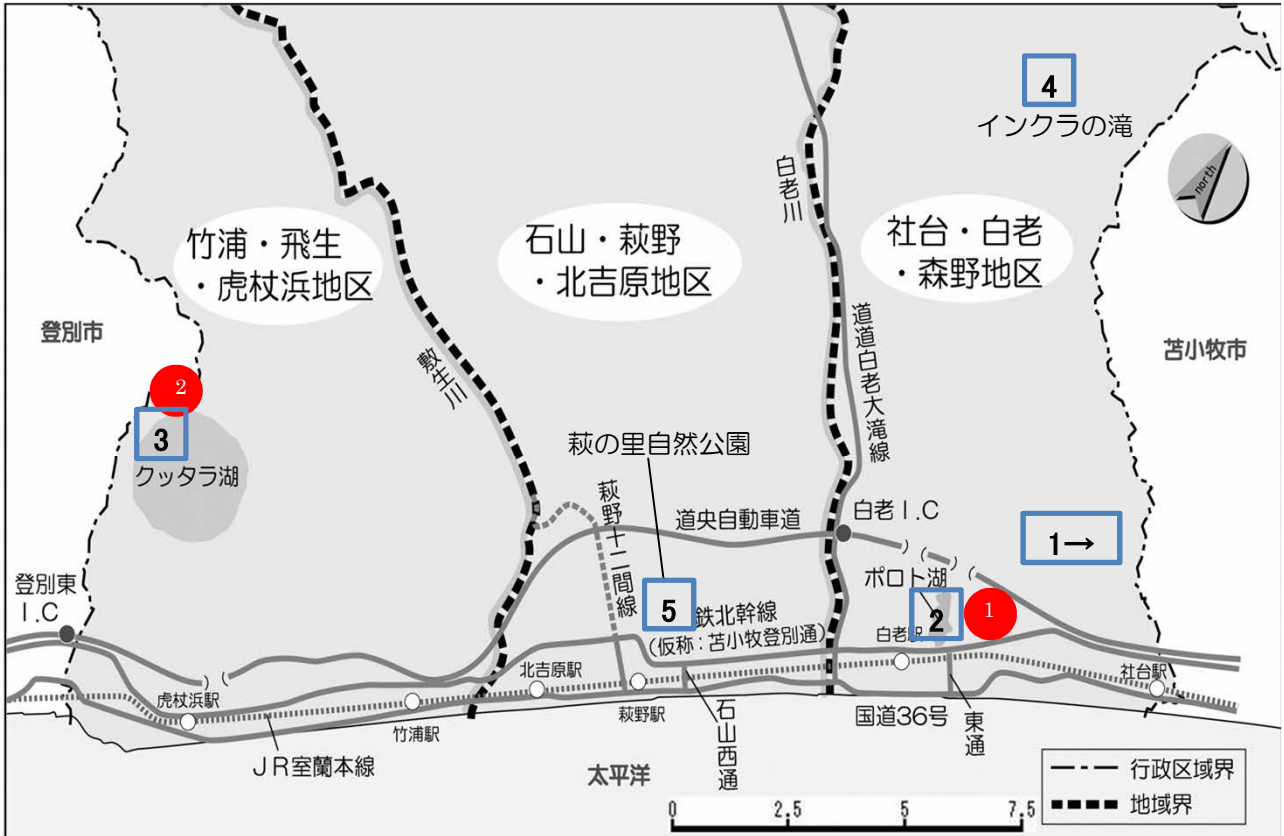 4
インクラの滝
north
白老川
竹浦・飛生
・虎杖浜地区
石山・萩野
・北吉原地区
社台・白老
・森野地区
登別市
敷生川
道道白老大滝線
苫小牧市
2
3
クッタラ湖
萩の里自然公園
萩野十二間線
道央自動車道
白老I.C
1→
登別東
I.C
ポロト湖
5
鉄北幹線
(仮称:苫小牧登別通)
2
1
白老駅
北吉原駅
社台駅
虎杖浜駅
竹浦駅
萩野駅
石山西通
国道36号
東通
JR室蘭本線
太平洋
行政区域界
地域界
0 2.5 5 7.5